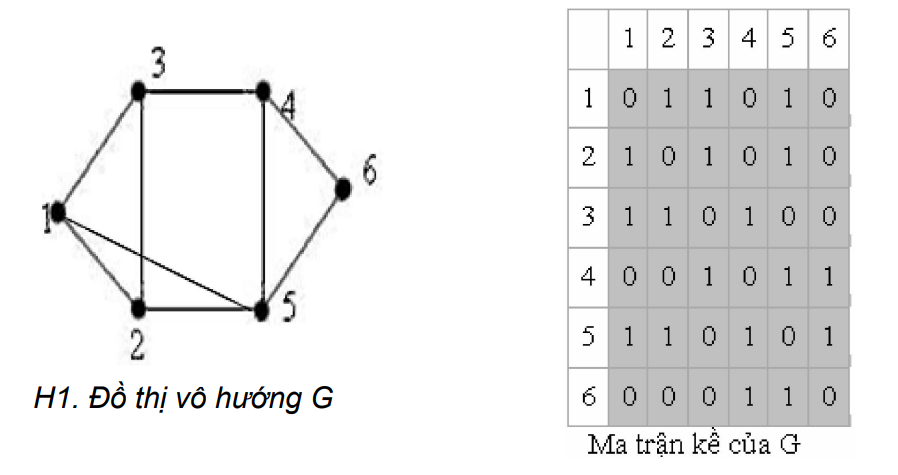 3
4
6
1
5
2
H1. Đồ thị vô hướng G
1 2 3 4 5 6
1 0 1 1 0 1 0
2 1 0 1 0 1 0
3 1 1 0 1 0 0
4 0 0 1 0 1 1
5 1 1 0 1 0 1
6 0 0 0 1 1 0
Ma trận kề của G